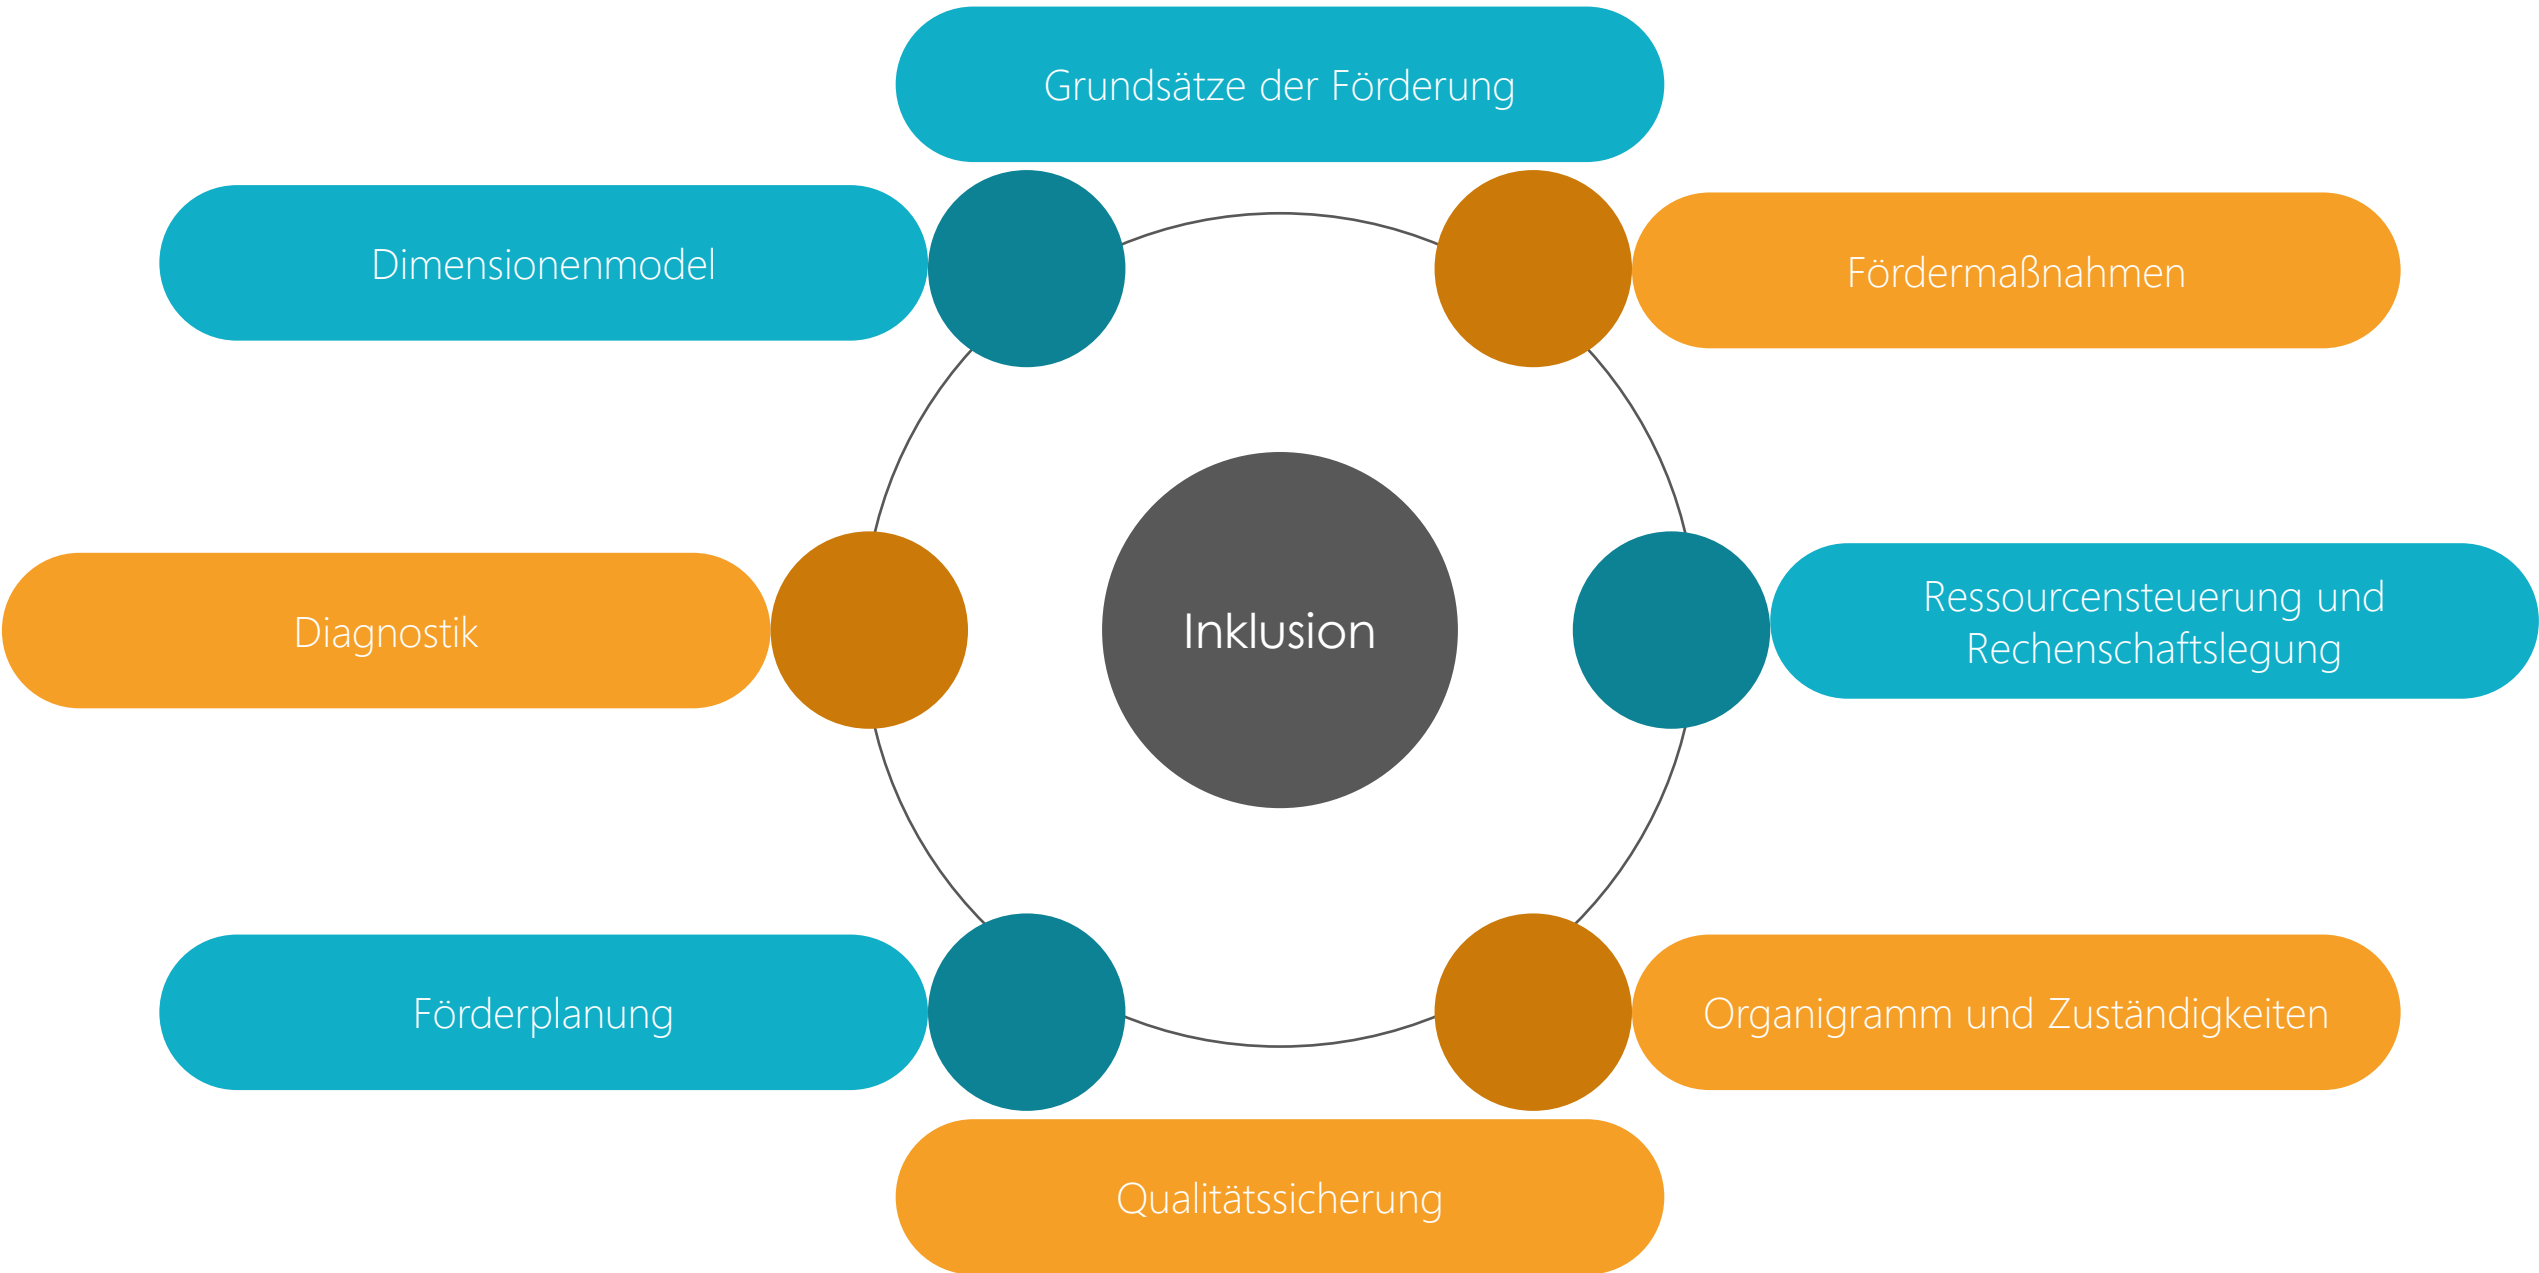 Grundsätze der Förderung
Dimensionenmodel
Fördermaßnahmen
Diagnostik
Inklusion
Ressourcensteuerung und
Rechenschaftslegung
Förderplanung
Organigramm und Zuständigkeiten
Qualitätssicherung